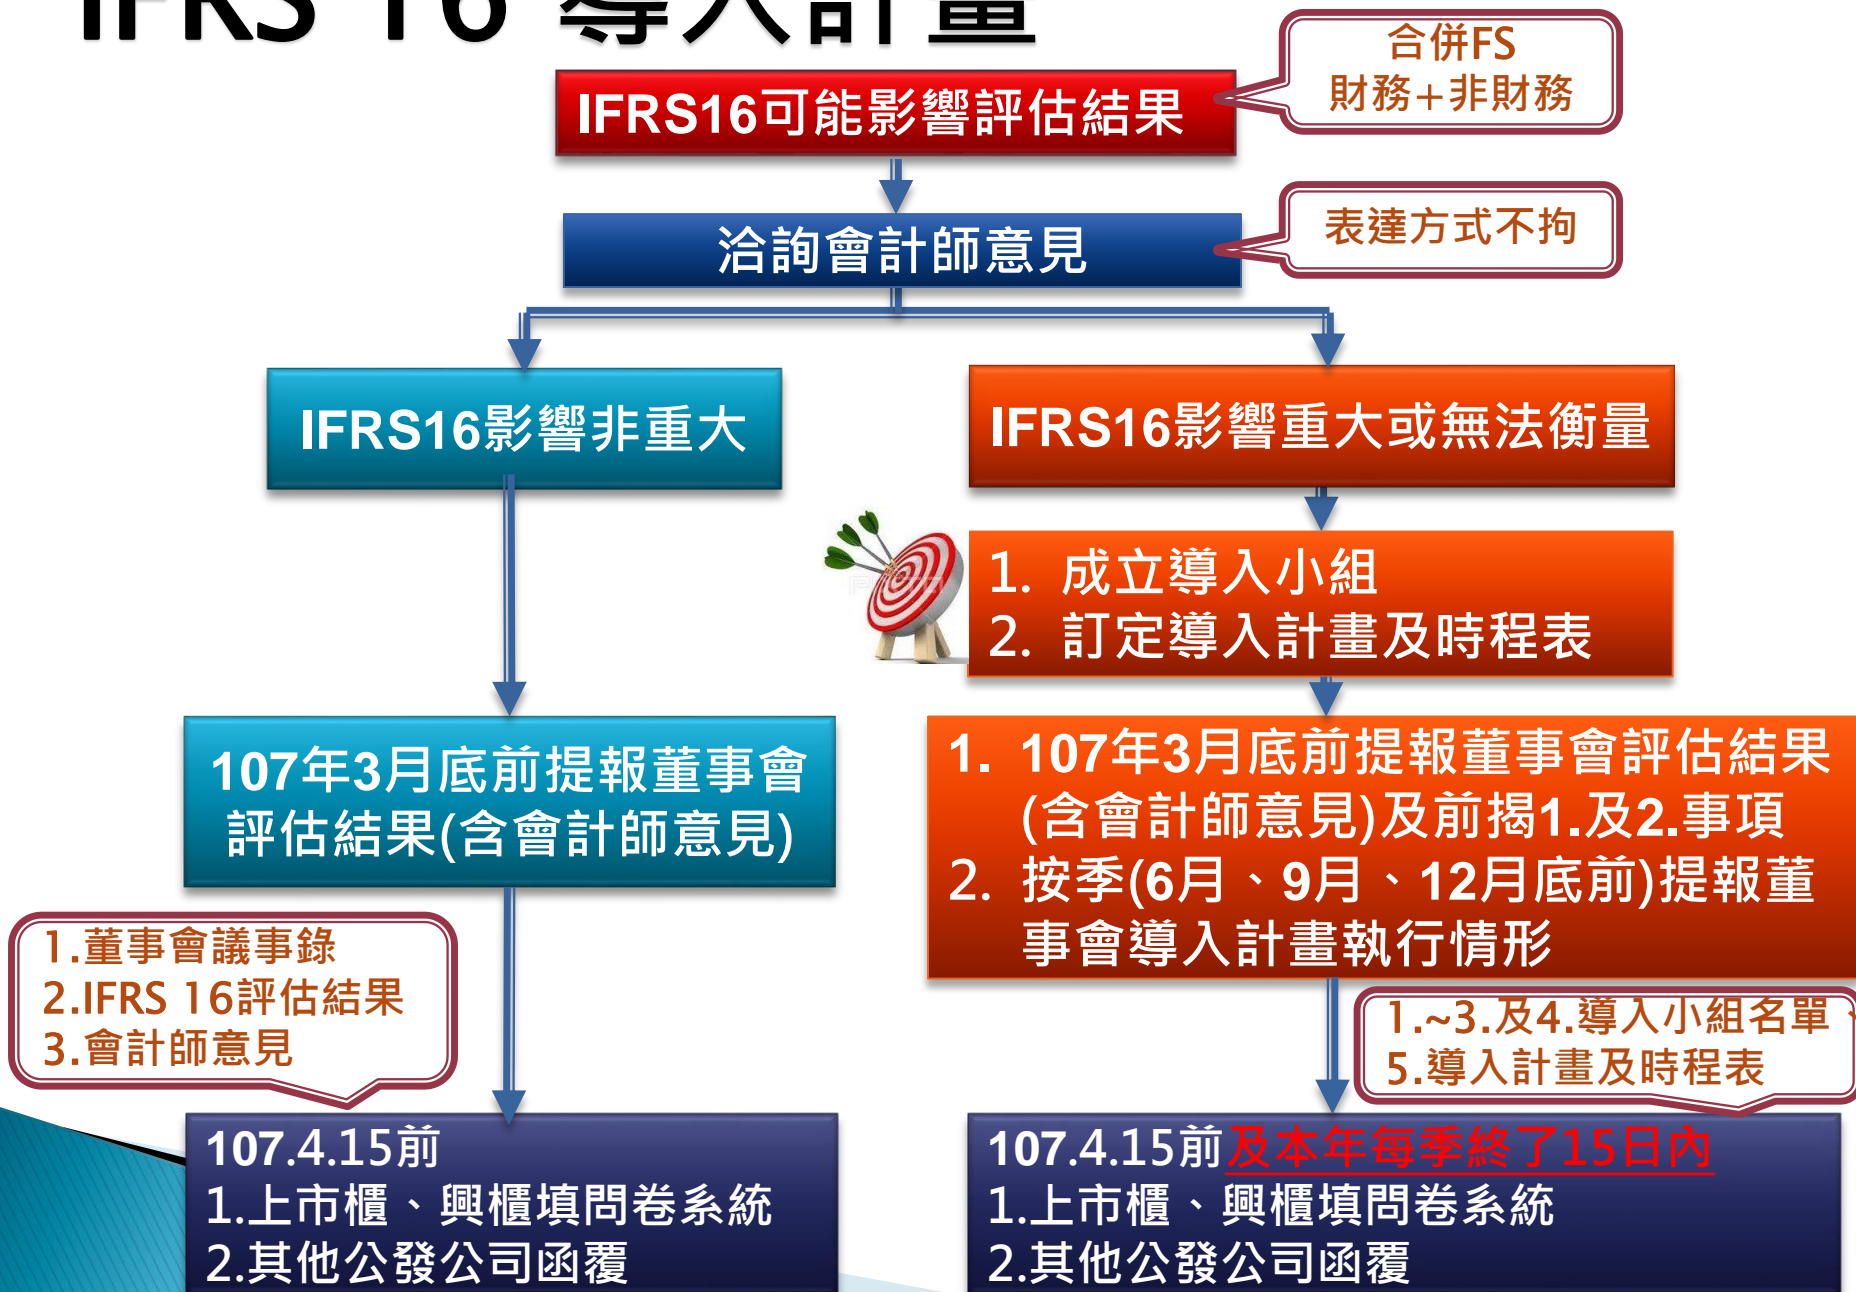 IFRS 16 導入計畫
合併FS
財務+非財務
IFRS16可能影響評估結果
表達方式不拘
洽詢會計師意見
IFRS16影響非重大
IFRS16影響重大或無法衡量
1. 成立導入小組
2. 訂定導入計畫及時程表
107年3月底前提報董事會
評估結果(含會計師意見)
1. 107年3月底前提報董事會評估結果
(含會計師意見)及前揭1.及2.事項
2. 按季(6月、9月、12月底前)提報董
事會導入計畫執行情形
1.董事會議事錄
2.IFRS 16評估結果
3.會計師意見
1.~3.及4.導入小組名單、
5.導入計畫及時程表
107.4.15前
1.上市櫃、興櫃填問卷系統
2.其他公發公司函覆
107.4.15前及本年每季終了15日內
1.上市櫃、興櫃填問卷系統
2.其他公發公司函覆